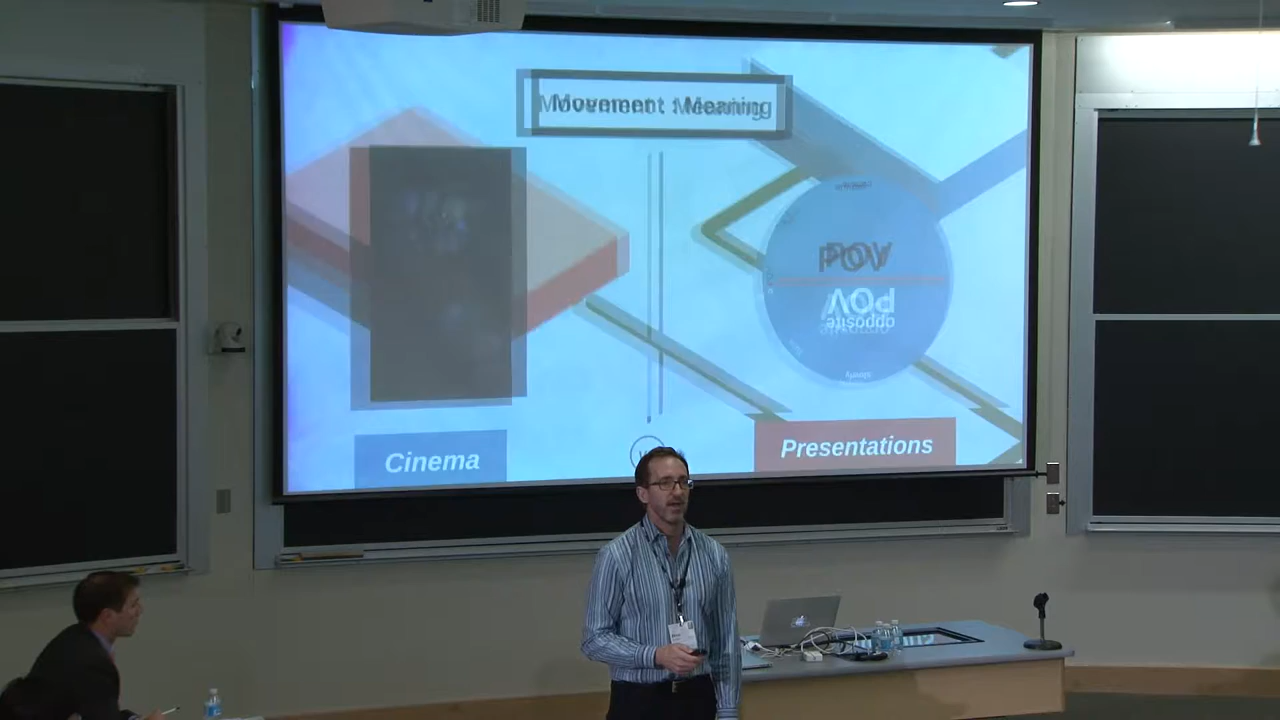 Movement : Meaning
POV
POV
opposite
Cinema
Presentations